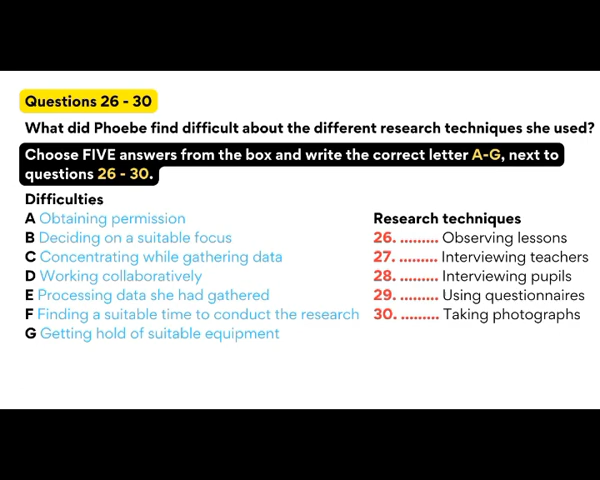 Questions 26 - 30
What did Phoebe find difficult about the different research techniques she used?
Choose FIVE answers from the box and write the correct letter A-G, next to
questions 26 - 30.
Difficulties
A Obtaining permission
B Deciding on a suitable focus
C Concentrating while gathering data
D Working collaboratively
E Processing data she had gathered
F Finding a suitable time to conduct the research
G Getting hold of suitable equipment
Research techniques
26. ......... Observing lessons
27. ......... Interviewing teachers
28. ......... Interviewing pupils
29. ......... Using questionnaires
30. ......... Taking photographs